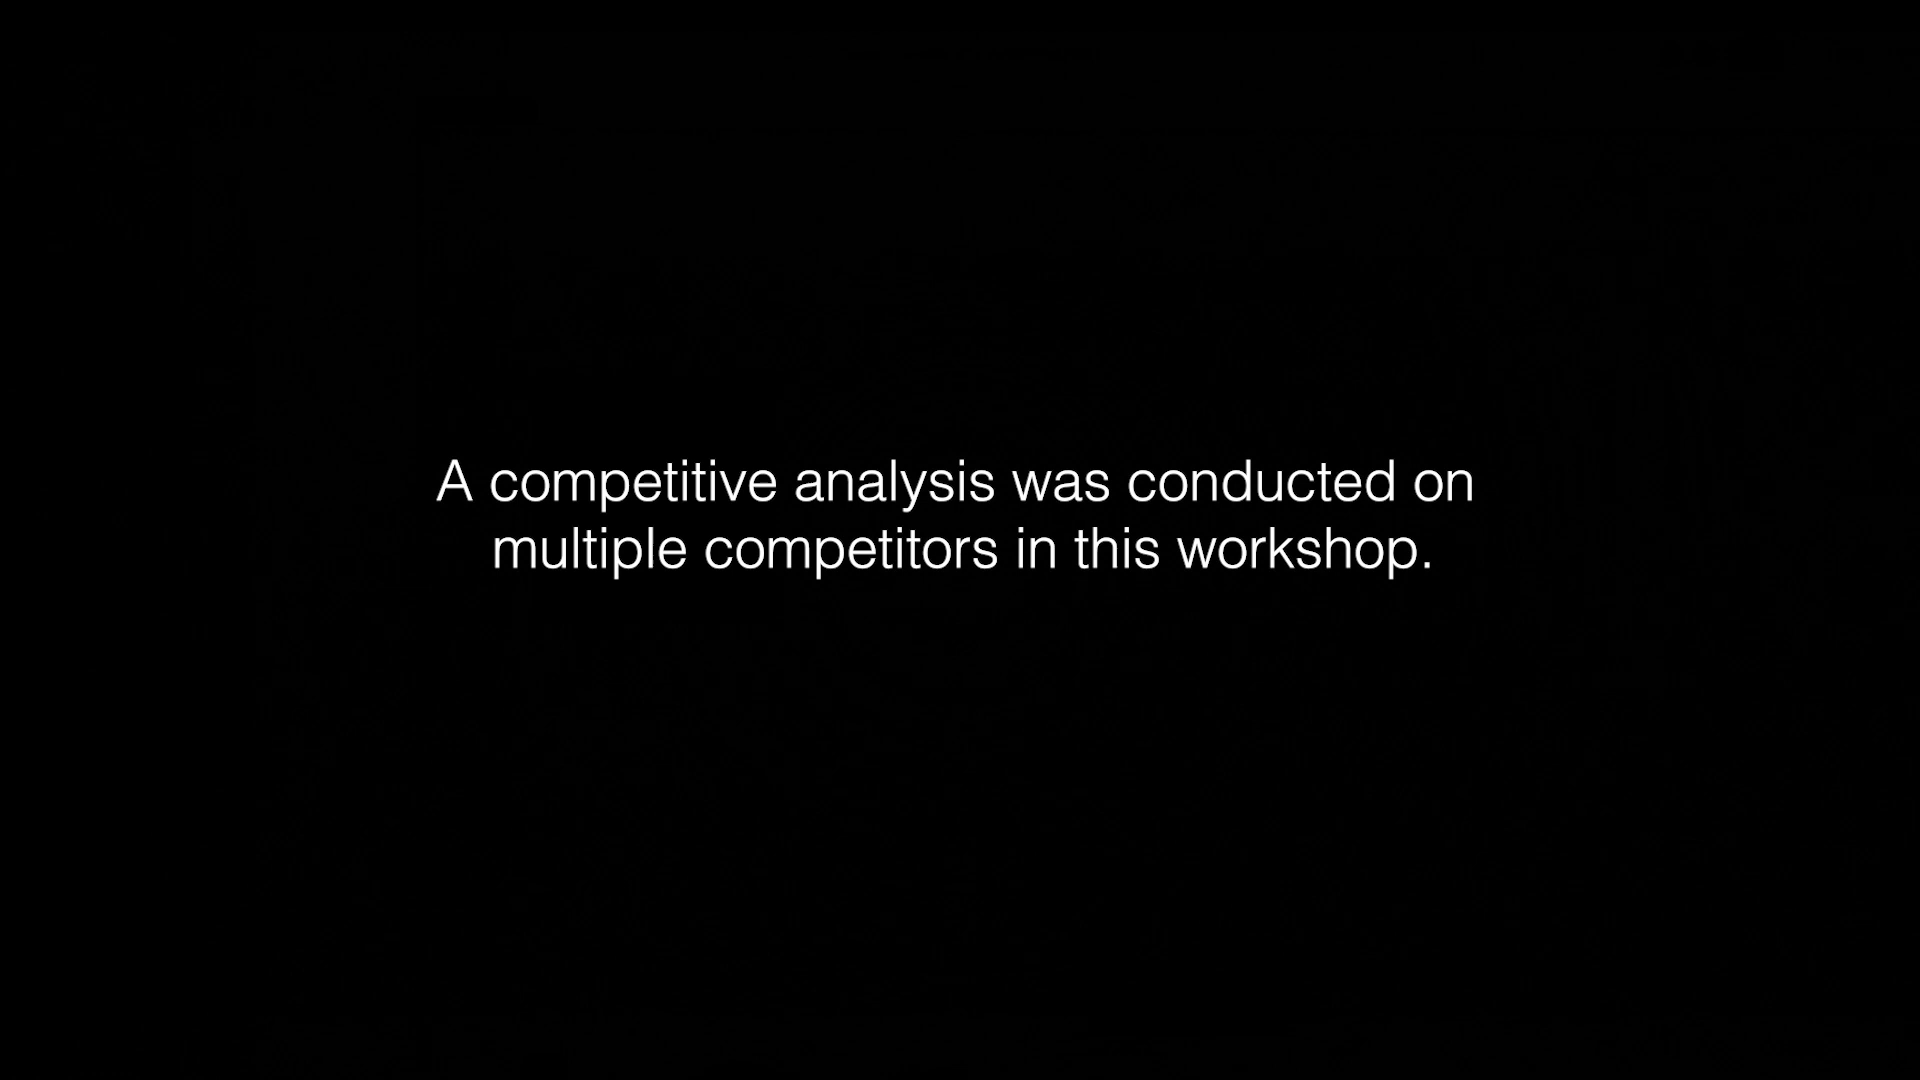 A competitive analysis was conducted on
multiple competitors in this workshop.